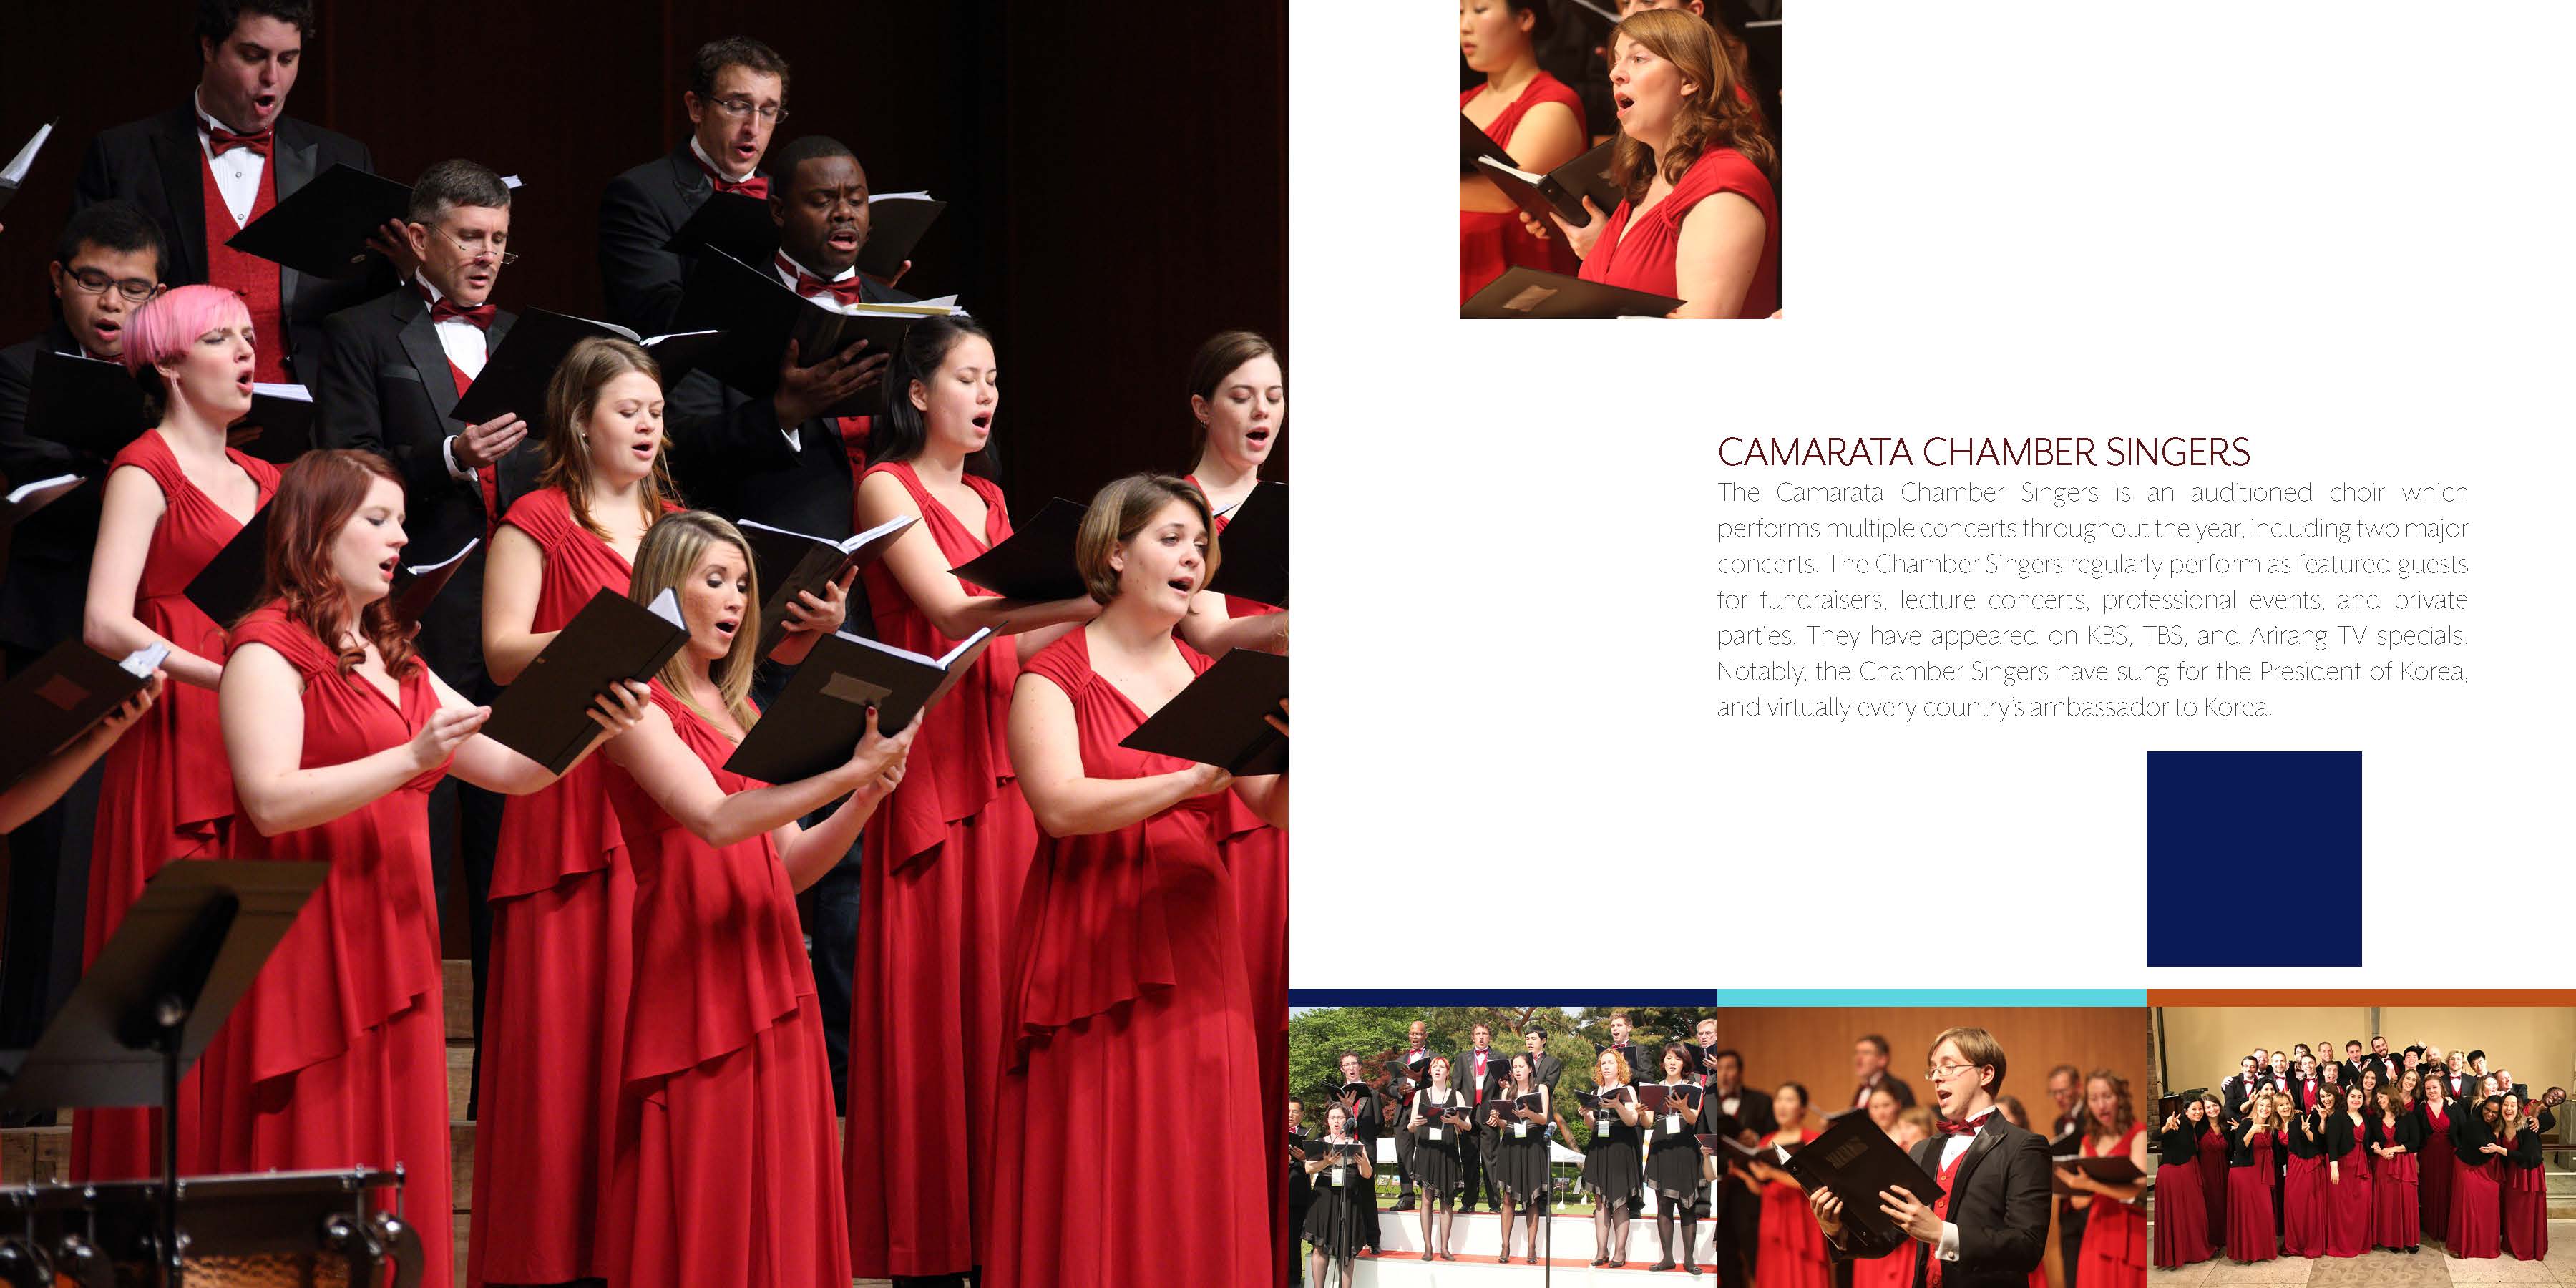 CAMARATA CHAMBER SINGERS
The Camarata Chamber Singers is an auditioned choir which
performs multiple concerts throughout the year, including two major
concerts. The Chamber Singers regularly perform as featured guests
for fundraisers, lecture concerts, professional events, and private
parties. They have appeared on KBS, TBS, and Arirang TV specials.
Notably, the Chamber Singers have sung for the President of Korea,
and virtually every country's ambassador to Korea.